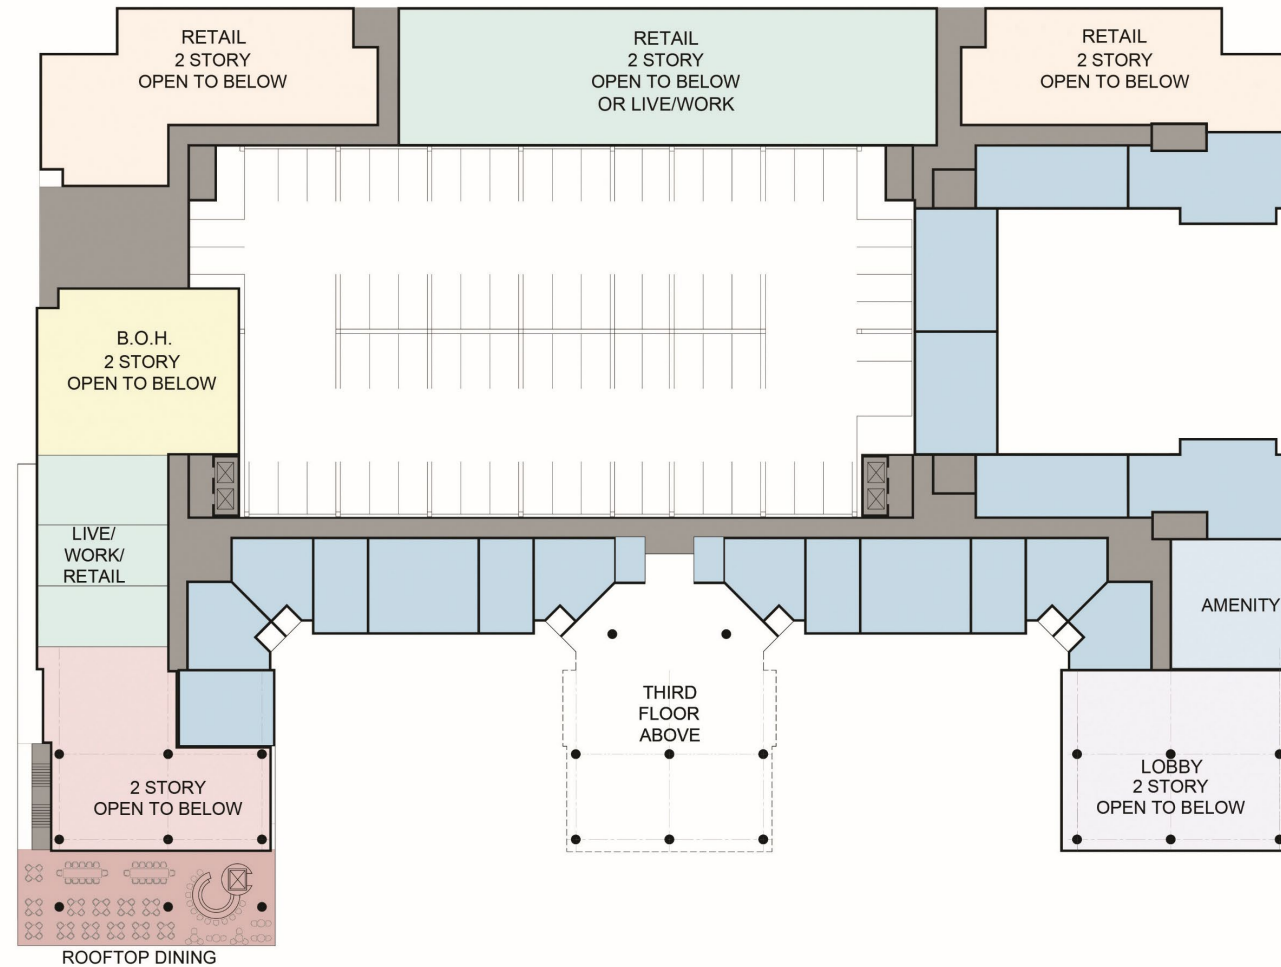 RETAIL
2 STORY
OPEN TO BELOW
RETAIL
2 STORY
OPEN TO BELOW
OR LIVE/WORK
RETAIL
2 STORY
OPEN TO BELOW
B.O.H.
2 STORY
OPEN TO BELOW
LIVE/
WORK/
RETAIL
AMENITY
THIRD
FLOOR
ABOVE
2 STORY
OPEN TO BELOW
LOBBY
2 STORY
OPEN TO BELOW
ROOFTOP DINING